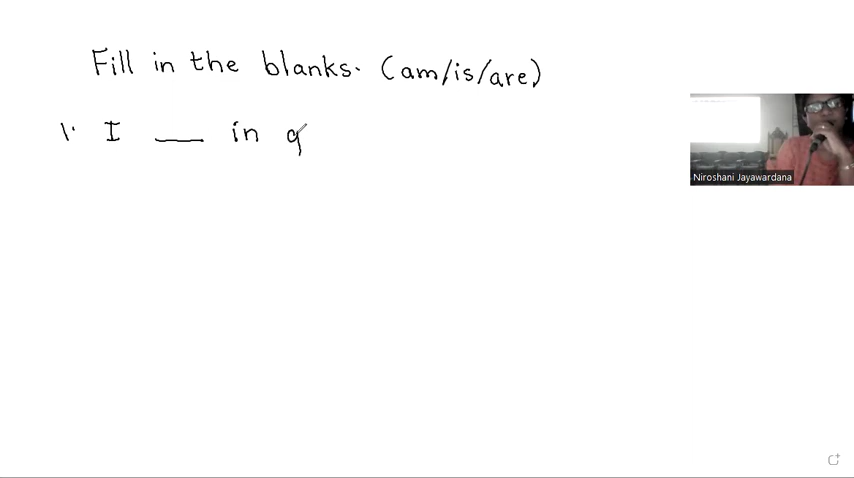 Fill in the blanks. (am/is/are)
1. I ___ in g
Niroshani Jayawardana